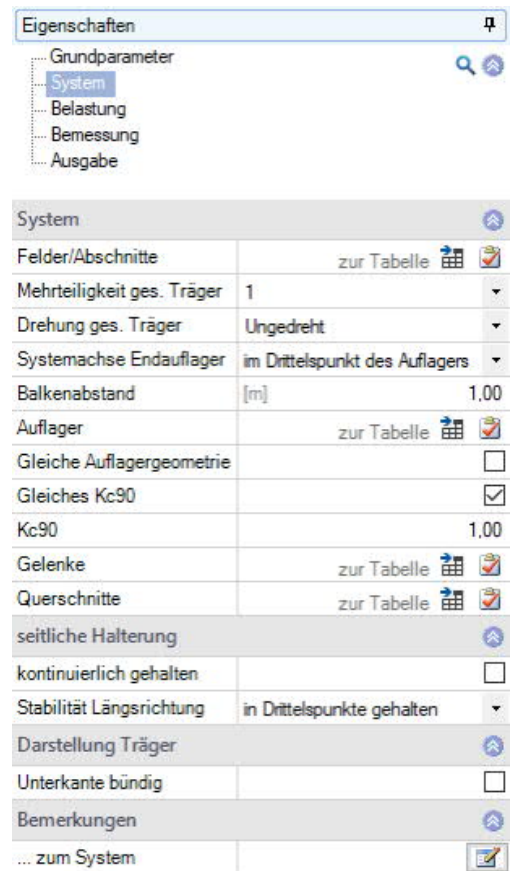 Eigenschaften
Grundparameter
System
Belastung
Bemessung
Ausgabe
System
Felder/Abschnitte zur Tabelle
Mehrteiligkeit ges. Träger 1
Drehung ges. Träger Ungedreht
Systemachse Endauflager im Drittelspunkt des Auflagers
Balkenabstand [m] 1,00
Auflager zur Tabelle
Gleiche Auflagergeometrie
Gleiches Kc90
Kc90 1,00
Gelenke zur Tabelle
Querschnitte zur Tabelle
seitliche Halterung
kontinuierlich gehalten
Stabilität Längsrichtung in Drittelspunkte gehalten
Darstellung Träger
Unterkante bündig
Bemerkungen
... zum System